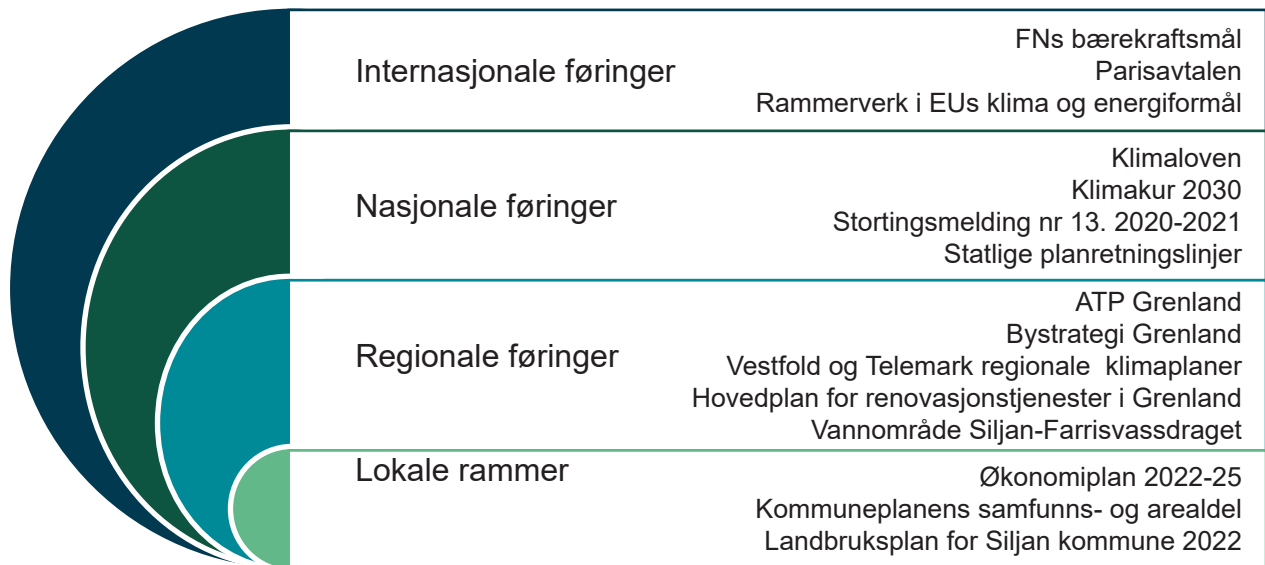 Internasjonale føringer
FNs bærekraftsmål
Parisavtalen
Rammerverk i EUs klima og energiformål
Nasjonale føringer
Klimaloven
Klimakur 2030
Stortingsmelding nr 13. 2020-2021
Statlige planretningslinjer
Regionale føringer
ATP Grenland
Bystrategi Grenland
Vestfold og Telemark regionale  klimaplaner
Hovedplan for renovasjonstjenester i Grenland
Vannområde Siljan-Farrisvassdraget
Lokale rammer
Økonomiplan 2022-25
Kommuneplanens samfunns- og arealdel
Landbruksplan for Siljan kommune 2022